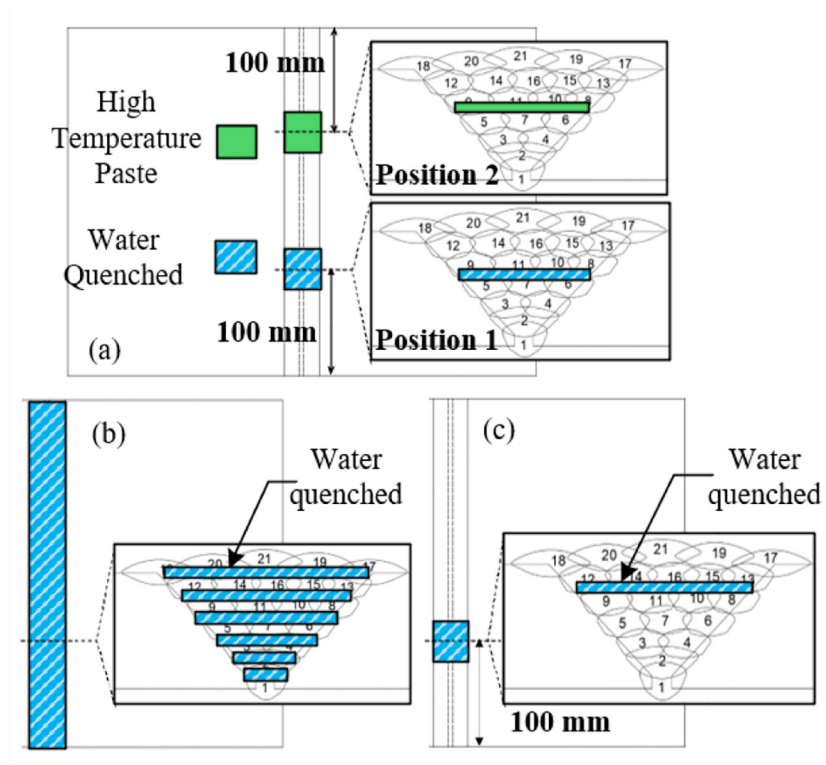 100 mm
High
Temperature
Paste
18 20 21 19 17
12 14 16 15 13
9 11 10 8
5 7 6
3 4
2
1
Position 2
Water
Quenched
18 20 21 19 17
12 14 16 15 13
9 11 10 8
5 7 6
3 4
2
1
Position 1
100 mm
(a)
(b)
Water
quenched
20 21 19 17
12 14 16 15 13
9 11 10 8
5 7 6
4
1
(c)
Water
quenched
18 20 21 19 17
12 14 16 15 13
9 11 10 8
5 7 6
3 4
2
1
100 mm